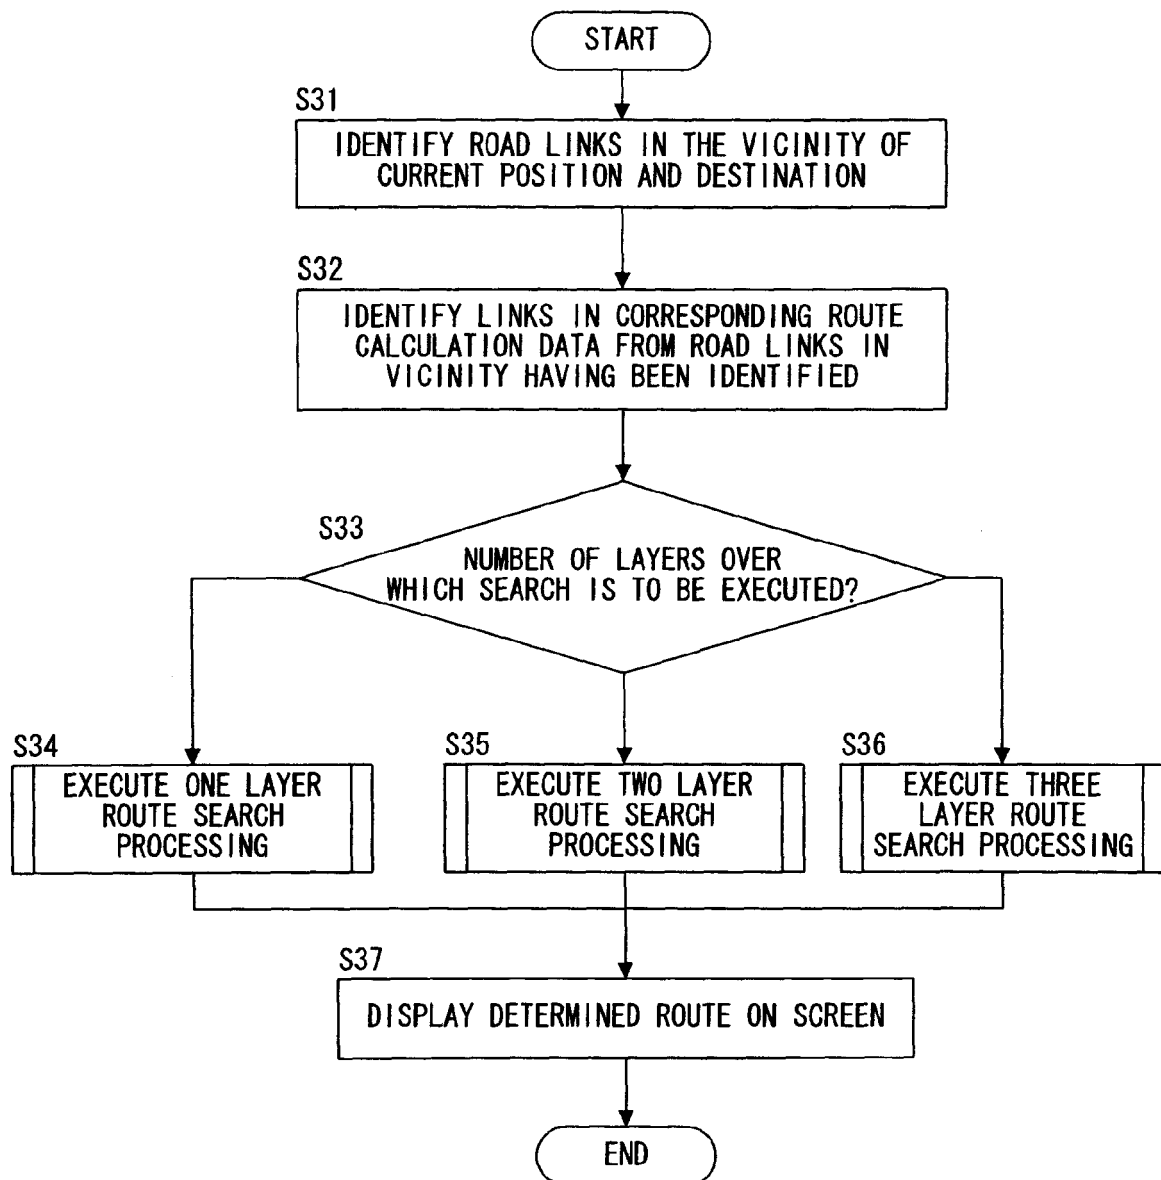 START
S31
IDENTIFY ROAD LINKS IN THE VICINITY OF
CURRENT POSITION AND DESTINATION
S32
IDENTIFY LINKS IN CORRESPONDING ROUTE
CALCULATION DATA FROM ROAD LINKS IN
VICINITY HAVING BEEN IDENTIFIED
S33
NUMBER OF LAYERS OVER
WHICH SEARCH IS TO BE EXECUTED?
S34
EXECUTE ONE LAYER
ROUTE SEARCH
PROCESSING
S35
EXECUTE TWO LAYER
ROUTE SEARCH
PROCESSING
S36
EXECUTE THREE
LAYER ROUTE
SEARCH PROCESSING
S37
DISPLAY DETERMINED ROUTE ON SCREEN
END